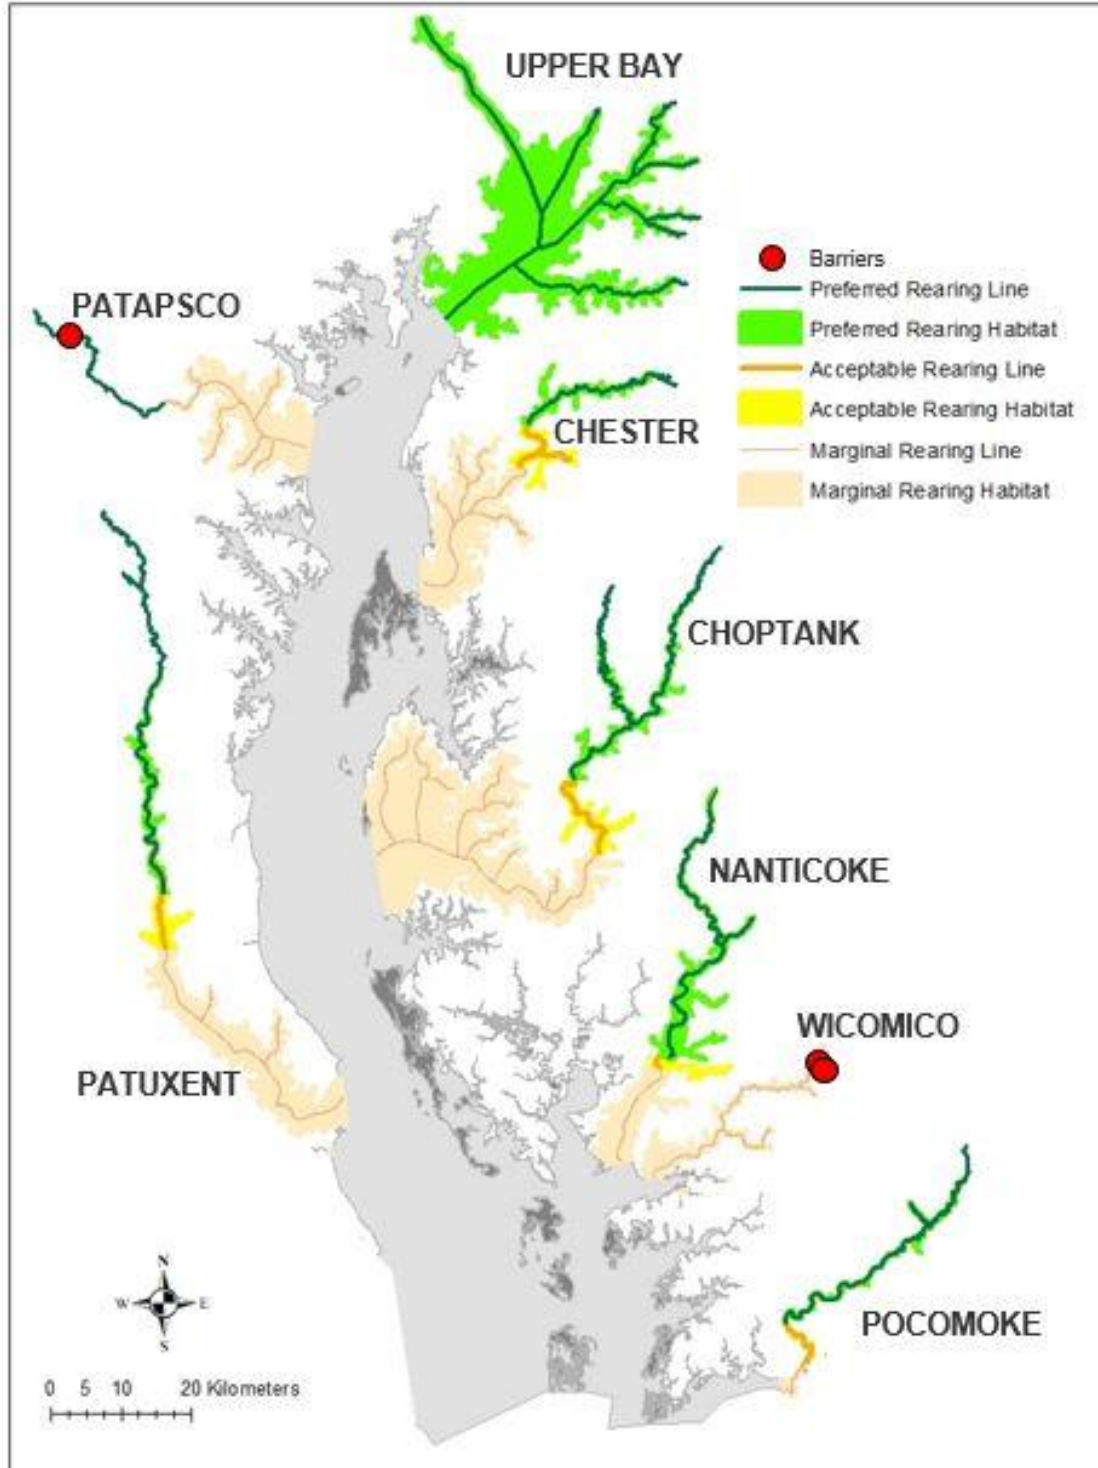 UPPER BAY
PATAPSCO
Barriers
Preferred Rearing Line
Preferred Rearing Habitat
Acceptable Rearing Line
Acceptable Rearing Habitat
Marginal Rearing Line
Marginal Rearing Habitat
CHESTER
CHOPTANK
NANTICOKE
WICOMICO
PATUXENT
POCOMOKE
N
W E
S
0 5 10 20 Kilometers